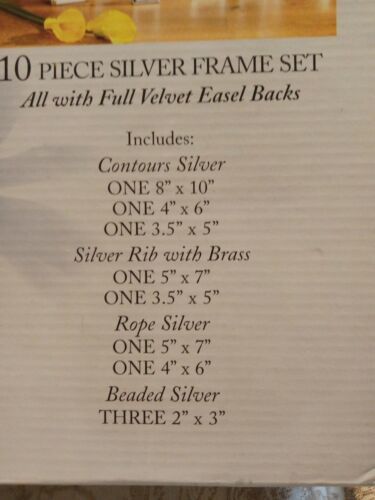 10 PIECE SILVER FRAME SET
All with Full Velvet Easel Backs
Includes:
Contours Silver
ONE 8" x 10"
ONE 4" x 6"
ONE 3.5" x 5"
Silver Rib with Brass
ONE 5" x 7"
ONE 3.5" x 5"
Rope Silver
ONE 5" x 7"
ONE 4" x 6"
Beaded Silver
THREE 2" x 3"